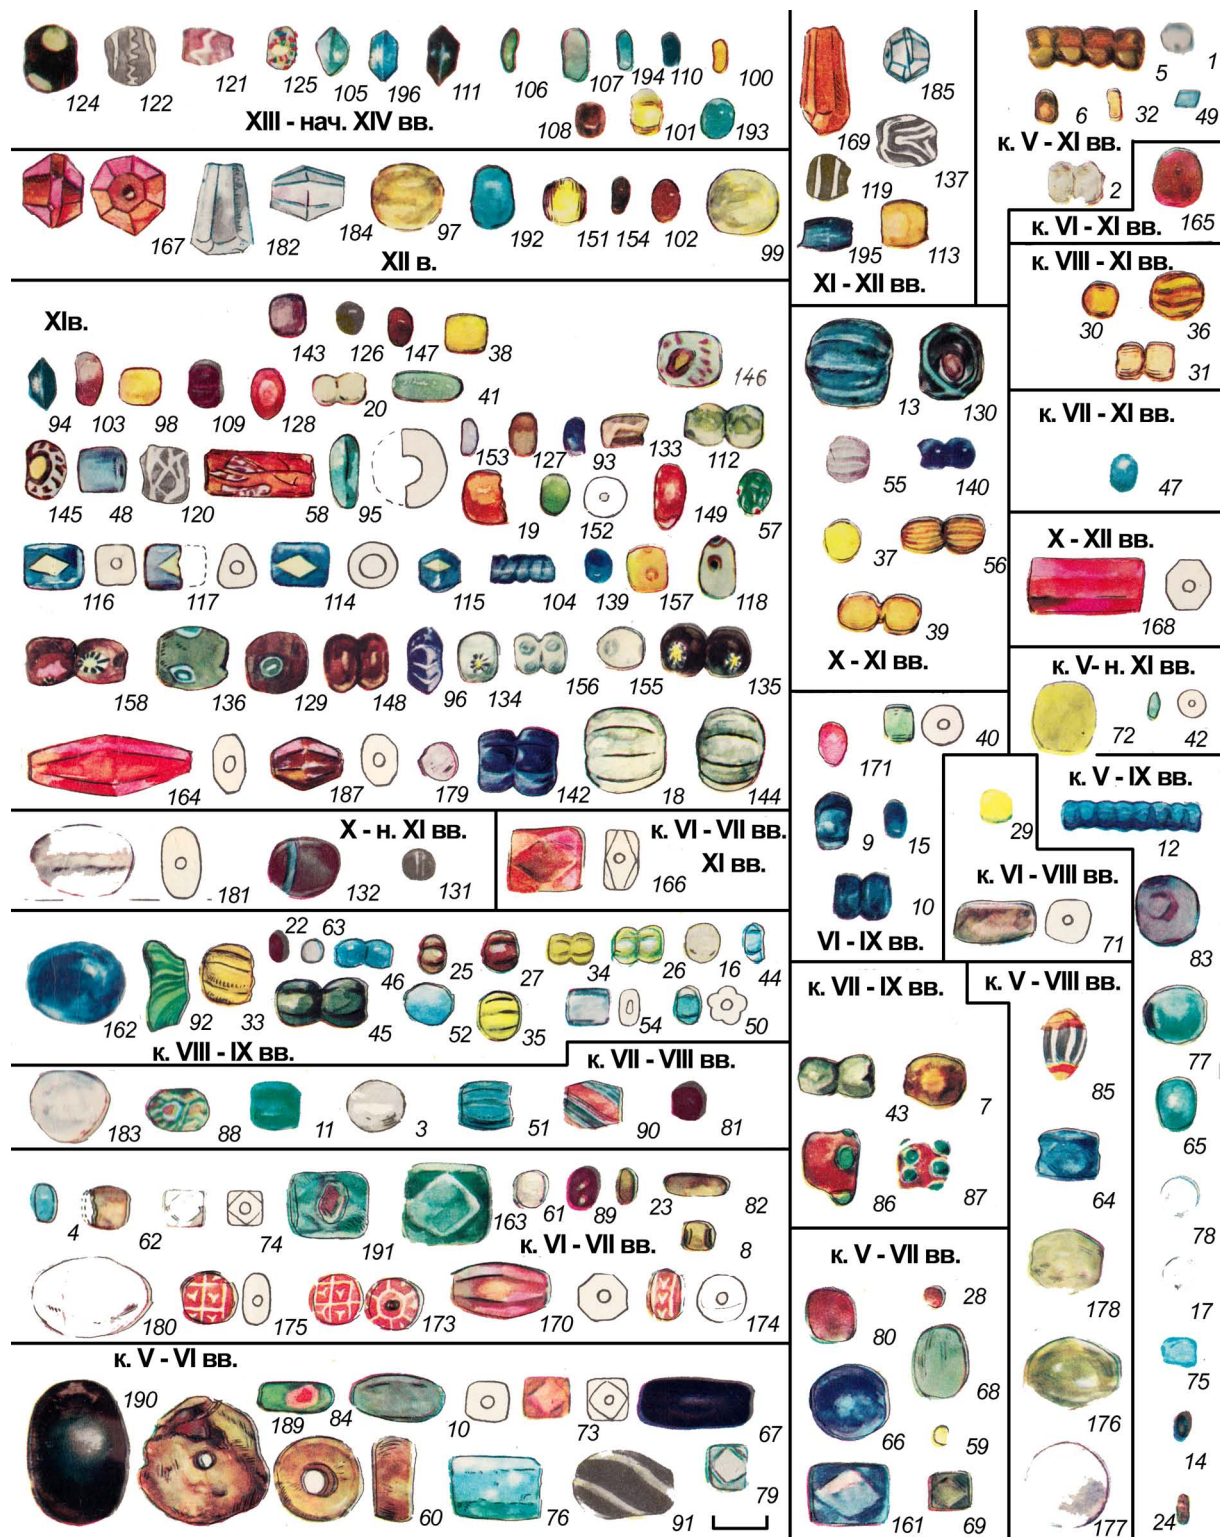 124 122 121 125 105 196 111 106 107 194 110 100
XIII - нач. XIV вв.
108 101 193
167 182 184 97 192 151 154 102 99
XII в.
XI в.
143 126 147 38
146
94 103 98 109 128 20 41
153 127 93 133 112
145 48 120 58 95
19 152 149 57
116 117 114 115 104 139 157 118
158 136 129 148 96 134 156 155 135
164 187 179 142 18 144
X - н. XI вв.
181 132 131
к. VI - VII вв.
XI вв.
166
22 63
46 25 27 34 26 16 44
162 92 33 45 52 35 54 50
к. VIII - IX вв.
к. VII - VIII вв.
183 88 11 3 51 90 81
4 62 74 191 163 61 89 23 82
8
к. VI - VII вв.
180 175 173 170 174
к. V - VI вв.
190 189 84 10 73 67
60 76 91 79
169 185
119 137
195 113
XI - XII вв.
13 130
55 140
37 56
39
X - XI вв.
171 40
9 15
10
VI - IX вв.
29
к. VI - VIII вв.
71
к. VII - IX вв.
43 7
86 87
к. V - VII вв.
28
80
68
66 59
161 69
5 1
6 32 49
к. V - XI вв.
2
165
к. VI - XI вв.
к. VIII - XI вв.
30 36
31
к. VII - XI вв.
47
X - XII вв.
168
к. V - н. XI вв.
72 42
к. V - IX вв.
12
83
77
65
78
17
75
14
24
к. V - VIII вв.
85
64
178
176
177